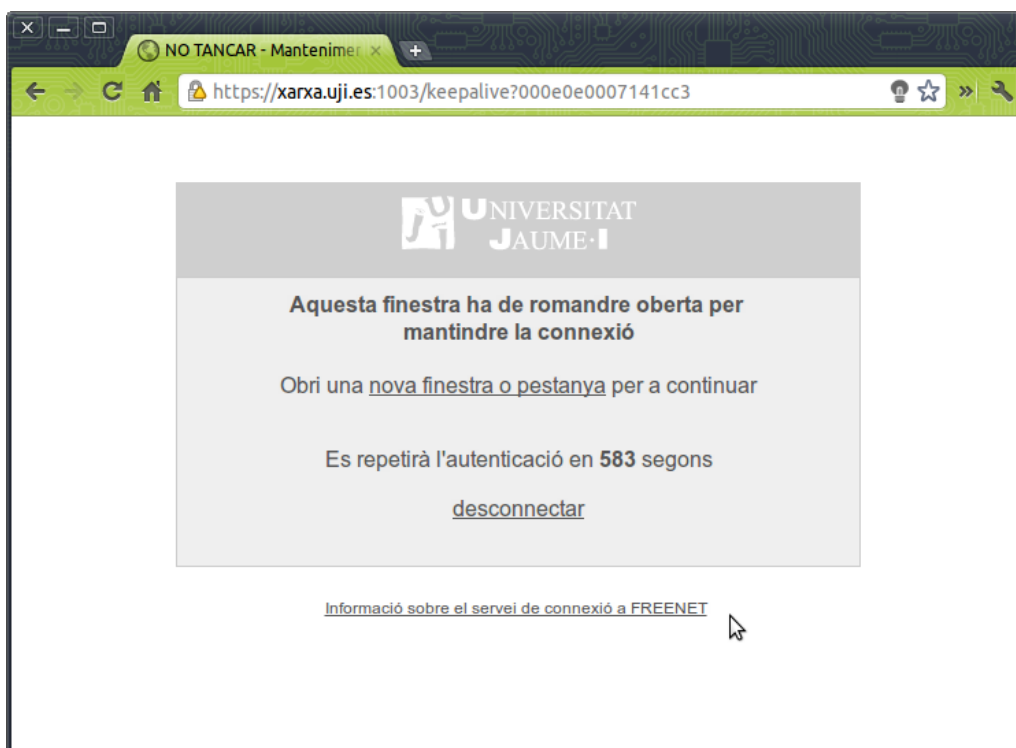 NO TANCAR - Mantenimen
https://xarxa.uji.es:1003/keepalive?000e0e0007141cc3
UNIVERSITAT
JAUME·I
Aquesta finestra ha de romandre oberta per
mantindre la connexió
Obri una nova finestra o pestanya per a continuar
Es repetirà l'autenticació en 583 segons
desconnectar
Informació sobre el servei de connexió a FREENET